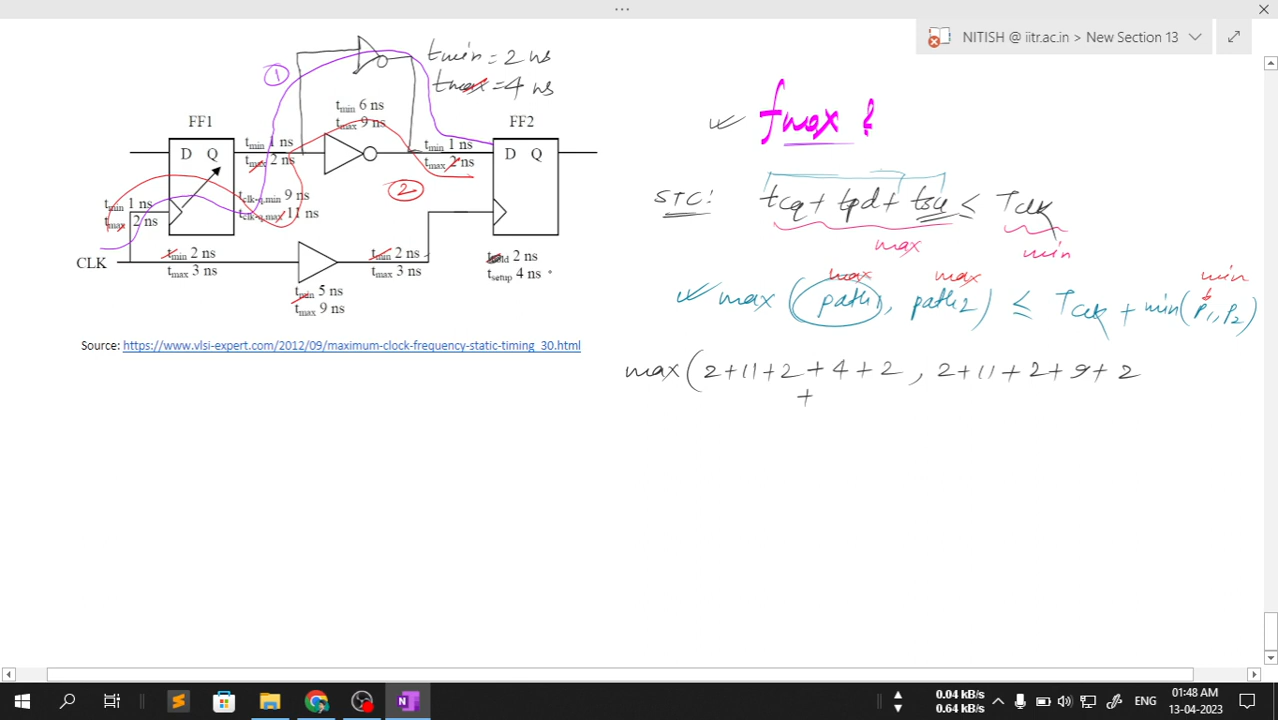 NITISH @ iitr.ac.in > New Section 13
tmin = 2 ns
tmax = 4 ns
①
tmin 6 ns
tmax 9 ns
fmax ?
FF1
FF2
D Q
tmin 1 ns
tmax 2 ns
tmin 1 ns
tmax 2 ns
D Q
②
STC: tcq + tpd + tsu ≤ Tclk
max
min
tmin 1 ns
tmax 2 ns
tclk-q,min 9 ns
tclk-q,max 11 ns
CLK
tmin 2 ns
tmax 3 ns
tmin 2 ns
tmax 3 ns
thold 2 ns
tsetup 4 ns
tmin 5 ns
tmax 9 ns
max max min
max (path1, path2) ≤ Tclk + min(P1, P2)
Source: https://www.vlsi-expert.com/2012/09/maximum-clock-frequency-static-timing_30.html
max(2+11+2+4+2, 2+11+2+9+2
+
01:48 AM
0.04 kB/s
0.64 kB/s
ENG
13-04-2023